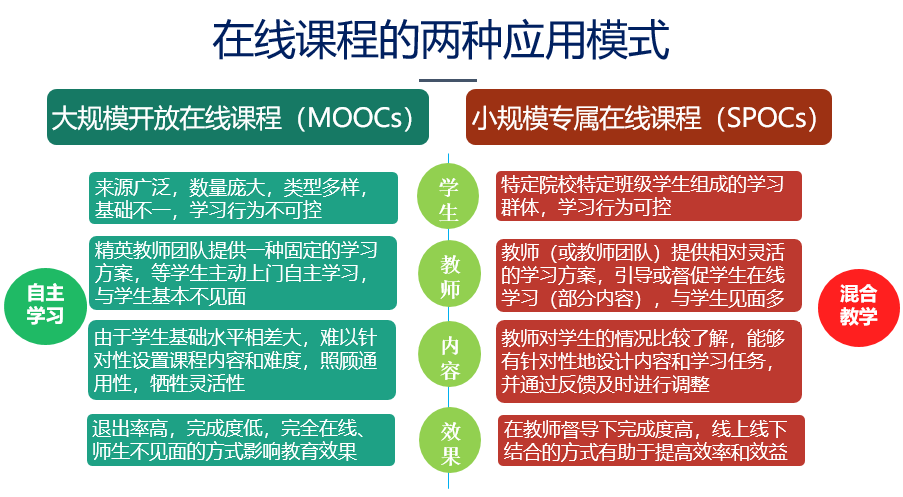 在线课程的两种应用模式
大规模开放在线课程（MOOCs）
小规模专属在线课程（SPOCs）
来源广泛，数量庞大，类型多样，
基础不一，学习行为不可控
学
生
特定院校特定班级学生组成的学习
群体，学习行为可控
自主
学习
精英教师团队提供一种固定的学习
方案，等学生主动上门自主学习，
与学生基本不见面
教
师
教师（或教师团队）提供相对灵活
的学习方案，引导或督促学生在线
学习（部分内容），与学生见面多
混合
教学
由于学生基础水平相差大，难以针
对性设置课程内容和难度，照顾通
用性，牺牲灵活性
内
容
教师对学生的情况比较了解，能够
有针对性地设计内容和学习任务，
并通过反馈及时进行调整
退出率高，完成度低，完全在线、
师生不见面的方式影响教育效果
效
果
在教师督导下完成度高，线上线下
结合的方式有助于提高效率和效益